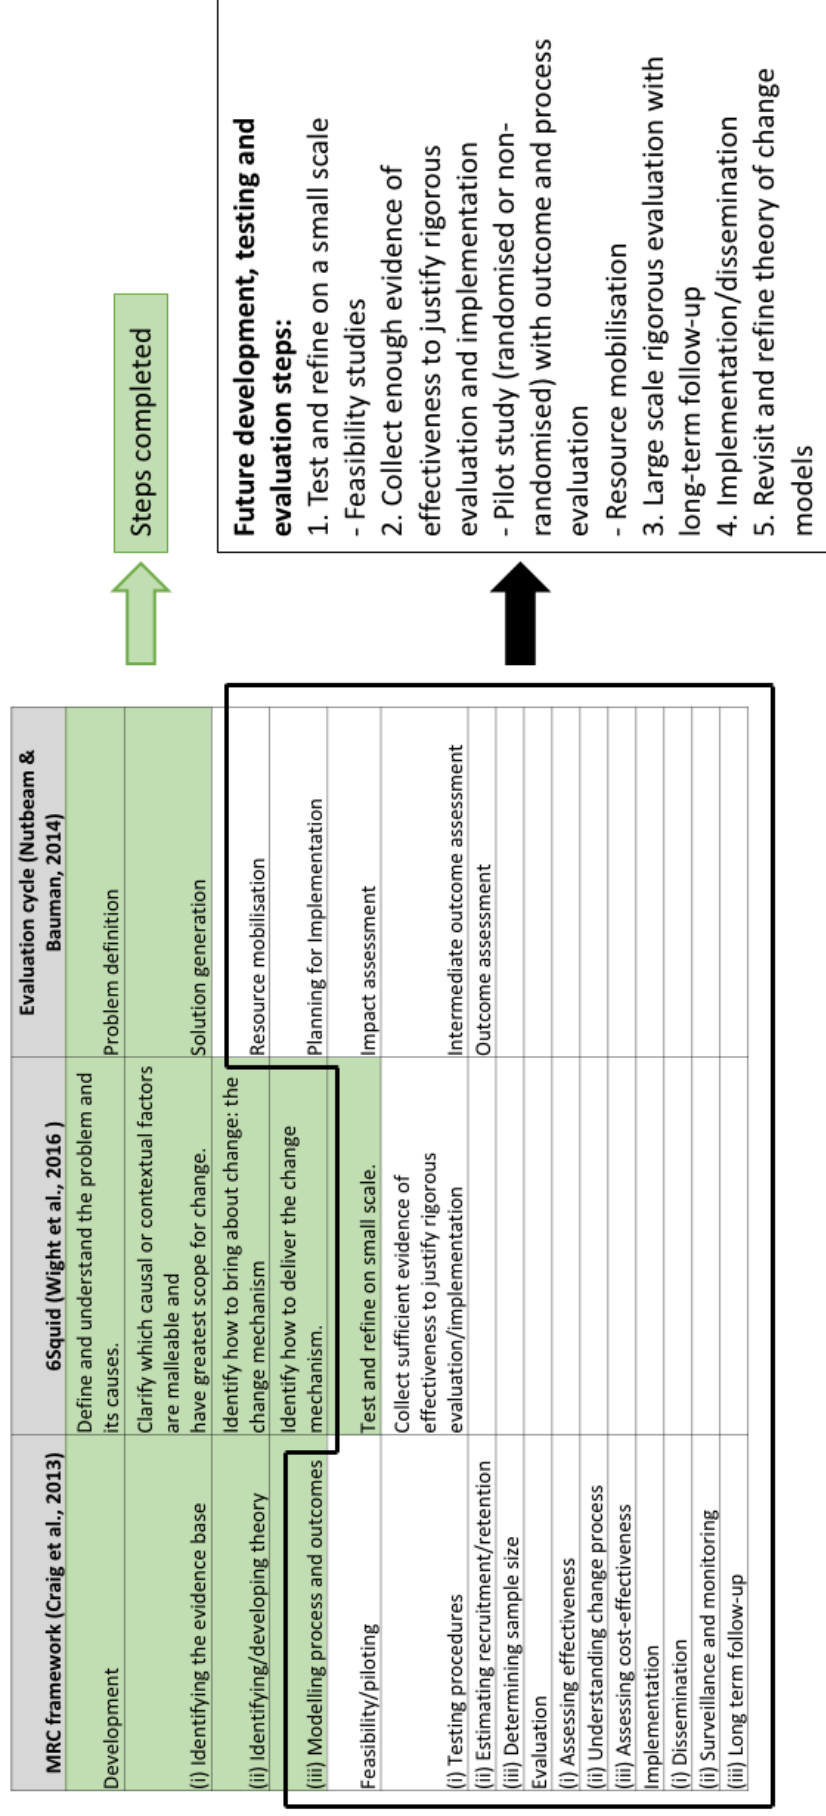 MRC framework (Craig et al., 2013)
6Squid (Wight et al., 2016 )
Evaluation cycle (Nutbeam &
Bauman, 2014)
Development
Define and understand the problem and
its causes.
Problem definition
(i) Identifying the evidence base
Clarify which causal or contextual factors
are malleable and
have greatest scope for change.
Solution generation
(ii) Identifying/developing theory
Identify how to bring about change: the
change mechanism
Resource mobilisation
(iii) Modelling process and outcomes
Identify how to deliver the change
mechanism.
Planning for Implementation
Feasibility/piloting
Test and refine on small scale.
Impact assessment
(i) Testing procedures
Collect sufficient evidence of
effectiveness to justify rigorous
evaluation/implementation
Intermediate outcome assessment
(ii) Estimating recruitment/retention
Outcome assessment
(iii) Determining sample size
Evaluation
(i) Assessing effectiveness
(ii) Understanding change process
(iii) Assessing cost-effectiveness
Implementation
(i) Dissemination
(ii) Surveillance and monitoring
(iii) Long term follow-up
Steps completed
Future development, testing and
evaluation steps:
1. Test and refine on a small scale
- Feasibility studies
2. Collect enough evidence of
effectiveness to justify rigorous
evaluation and implementation
- Pilot study (randomised or non-
randomised) with outcome and process
evaluation
- Resource mobilisation
3. Large scale rigorous evaluation with
long-term follow-up
4. Implementation/dissemination
5. Revisit and refine theory of change
models